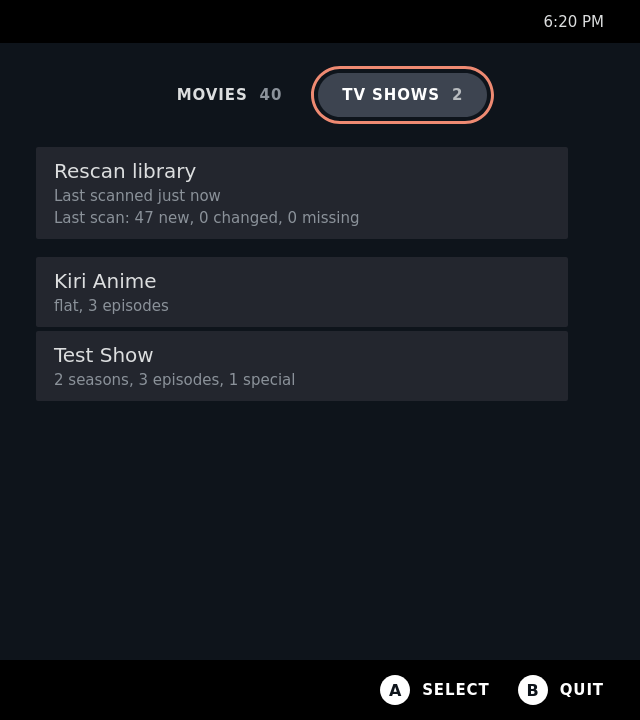 6:20 PM
MOVIES 40
TV SHOWS 2
Rescan library
Last scanned just now
Last scan: 47 new, 0 changed, 0 missing
Kiri Anime
flat, 3 episodes
Test Show
2 seasons, 3 episodes, 1 special
A SELECT
B QUIT